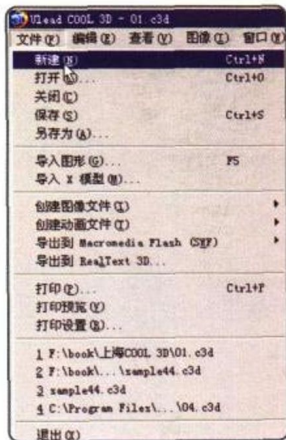 Ulead COOL 3D - 01.c3d
文件(F) 编辑(E) 查看(V) 图像(I) 窗口(W)
新建(N) Ctrl+N
打开(O)... Ctrl+O
关闭(C)
保存(S) Ctrl+S
另存为(A)...
导入图形(G)... F5
导入 X 模型(M)...
创建图像文件(I)
创建动画文件(T)
导出到 Macromedia Flash (SWF)
导出到 RealText 3D...
打印(P)... Ctrl+P
打印预览(V)
打印设置(R)...
1 F:\book\上海COOL 3D\01.c3d
2 F:\book\...\sample44.c3d
3 sample44.c3d
4 C:\Program Files\...\04.c3d
退出(X)